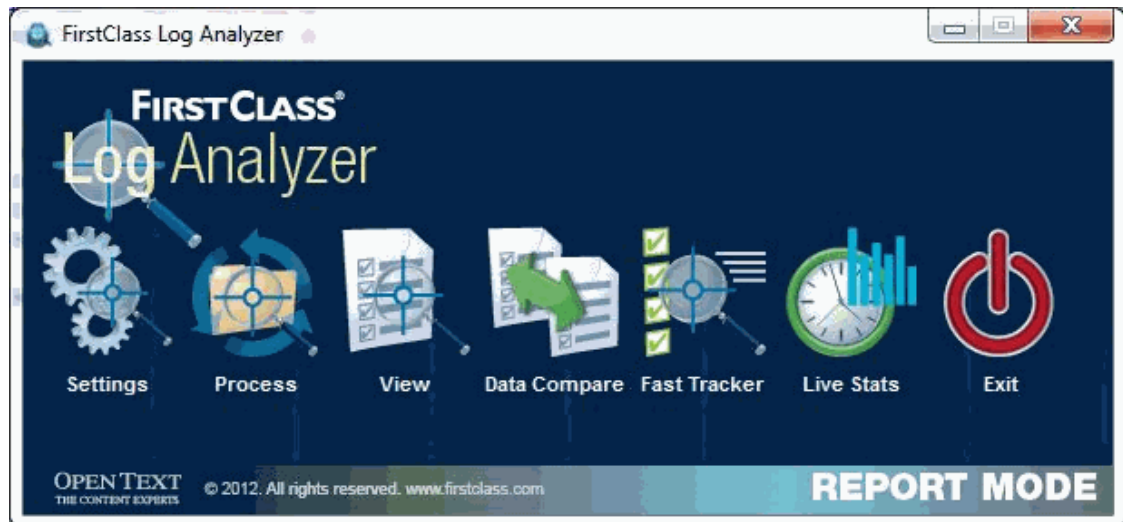 FirstClass Log Analyzer
FIRSTCLASS®
Log Analyzer
Settings Process View Data Compare Fast Tracker Live Stats Exit
OPEN TEXT
THE CONTENT EXPERTS
© 2012. All rights reserved. www.firstclass.com
REPORT MODE